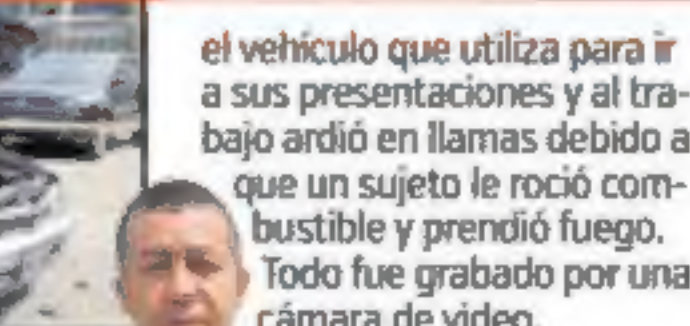 el vehículo que utiliza para ir
a sus presentaciones y al tra-
bajo ardió en llamas debido a
que un sujeto le roció com-
bustible y prendió fuego.
Todo fue grabado por una
cámara de video.